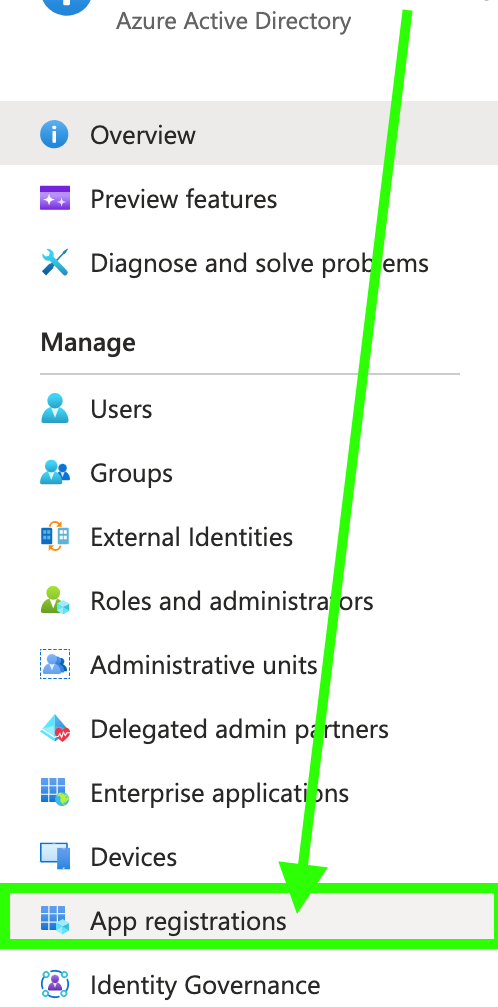 Azure Active Directory
Overview
Preview features
Diagnose and solve problems
Manage
Users
Groups
External Identities
Roles and administrators
Administrative units
Delegated admin partners
Enterprise applications
Devices
App registrations
Identity Governance